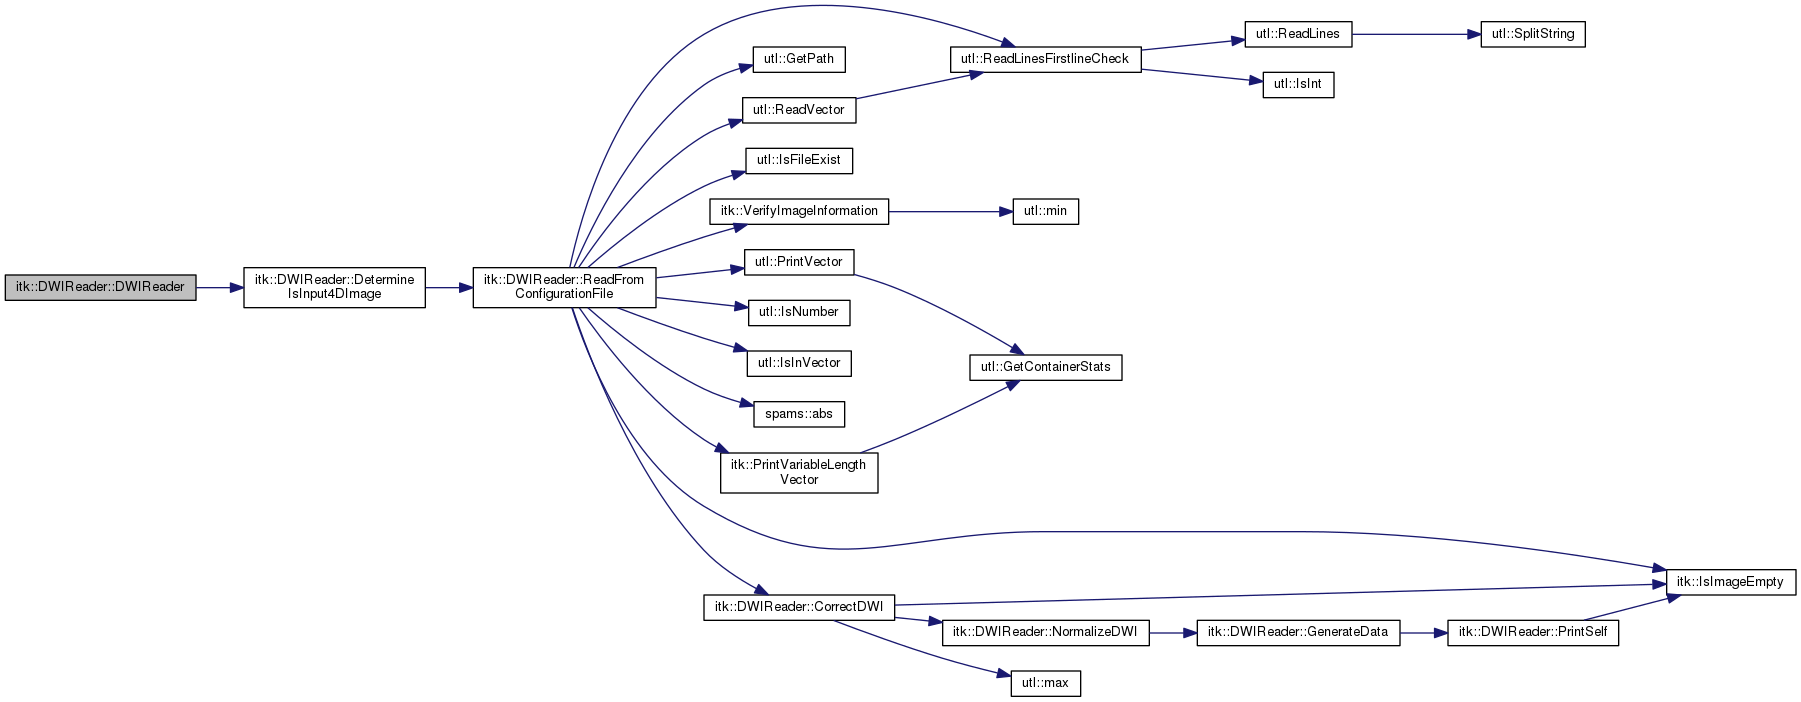 itk::DWIReader::DWIReader
itk::DWIReader::Determine
IsInput4DImage
itk::DWIReader::ReadFrom
ConfigurationFile
utl::GetPath
utl::ReadVector
utl::IsFileExist
itk::VerifyImageInformation
utl::PrintVector
utl::IsNumber
utl::IsInVector
spams::abs
itk::PrintVariableLength
Vector
itk::DWIReader::CorrectDWI
utl::ReadLinesFirstlineCheck
utl::min
utl::GetContainerStats
itk::DWIReader::NormalizeDWI
utl::max
utl::ReadLines
utl::IsInt
itk::DWIReader::GenerateData
utl::SplitString
itk::DWIReader::PrintSelf
itk::IsImageEmpty